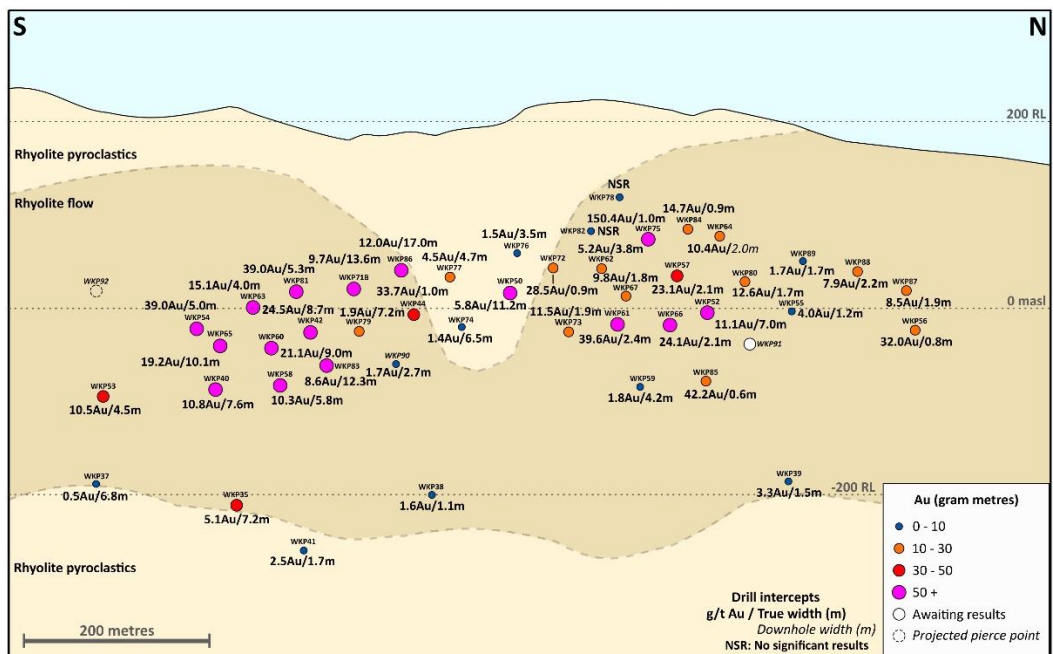 S
N
200 RL
Rhyolite pyroclastics
Rhyolite flow
NSR
WKP78
14.7Au/0.9m
150.4Au/1.0m
WKP84
WKP64
WKP82
NSR
WKP75
1.5Au/3.5m
5.2Au/3.8m
10.4Au/2.0m
12.0Au/17.0m
WKP76
9.7Au/13.6m
WKP86
4.5Au/4.7m
WKP72
WKP62
WKP57
WKP89
39.0Au/5.3m
WKP77
9.8Au/1.8m
WKP80
1.7Au/1.7m
WKP88
WKP92
15.1Au/4.0m
WKP81
WKP71B
33.7Au/1.0m
WKP50
28.5Au/0.9m
WKP67
23.1Au/2.1m
12.6Au/1.7m
7.9Au/2.2m
WKP87
39.0Au/5.0m
WKP63
24.5Au/8.7m
1.9Au/7.2m
WKP44
5.8Au/11.2m
11.5Au/1.9m
WKP52
WKP55
4.0Au/1.2m
8.5Au/1.9m
0 masl
WKP54
WKP42
WKP79
WKP74
WKP73
WKP61
WKP66
11.1Au/7.0m
WKP56
WKP65
WKP60
21.1Au/9.0m
1.4Au/6.5m
39.6Au/2.4m
24.1Au/2.1m
WKP91
32.0Au/0.8m
19.2Au/10.1m
WKP83
WKP90
1.7Au/2.7m
WKP40
WKP58
8.6Au/12.3m
WKP59
WKP85
WKP53
10.8Au/7.6m
10.3Au/5.8m
1.8Au/4.2m
42.2Au/0.6m
10.5Au/4.5m
WKP37
WKP38
WKP39
0.5Au/6.8m
WKP35
1.6Au/1.1m
3.3Au/1.5m
-200 RL
5.1Au/7.2m
WKP41
2.5Au/1.7m
Rhyolite pyroclastics
200 metres
Drill intercepts
g/t Au / True width (m)
Downhole width (m)
NSR: No significant results
Au (gram metres)
0 - 10
10 - 30
30 - 50
50 +
Awaiting results
Projected pierce point